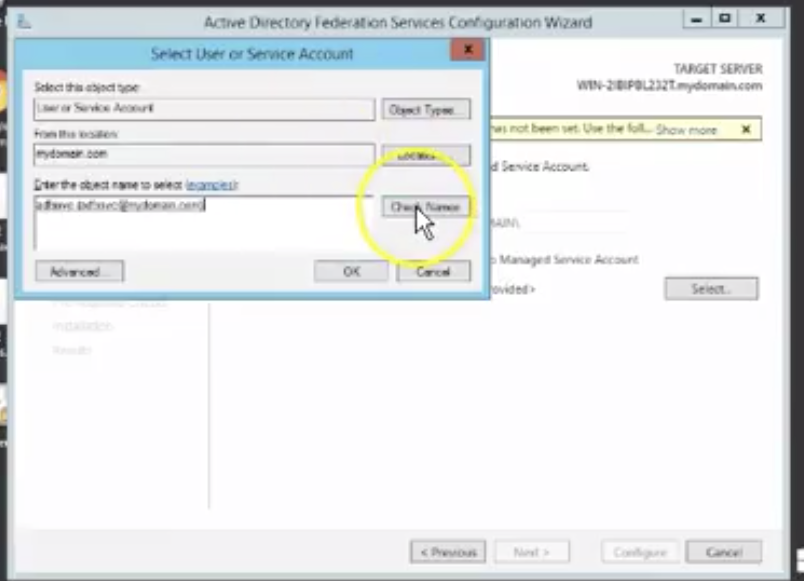 Active Directory Federation Services Configuration Wizard
Select User or Service Account
Select this object type:
User or Service Account
Object Types...
From this location:
mydomain.com
Locations...
Enter the object name to select (examples):
adfssvc (adfssvc@mydomain.com)
Check Names
Advanced...
OK
Cancel
TARGET SERVER
WIN-2IBIPBL232T.mydomain.com
has not been set. Use the foll... Show more
d Service Account.
MAIN\
Managed Service Account
rovided>
Select...
Installation
Results
< Previous
Next >
Configure
Cancel